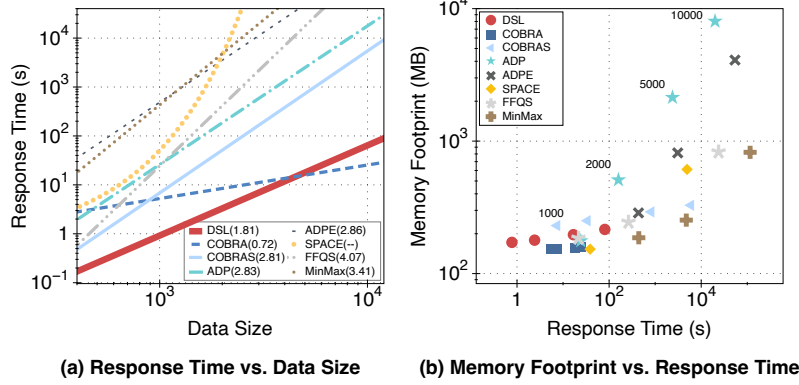 10⁴
10³
10²
10¹
1
10⁻¹
Response Time (s)
DSL(1.81)
COBRA(0.72)
COBRAS(2.81)
ADP(2.83)
ADPE(2.86)
SPACE(--)
FFQS(4.07)
MinMax(3.41)
10³
10⁴
Data Size
(a) Response Time vs. Data Size
10⁴
10³
10²
Memory Footprint (MB)
DSL
COBRA
COBRAS
ADP
ADPE
SPACE
FFQS
MinMax
10000
5000
2000
1000
1
10²
10⁴
Response Time (s)
(b) Memory Footprint vs. Response Time